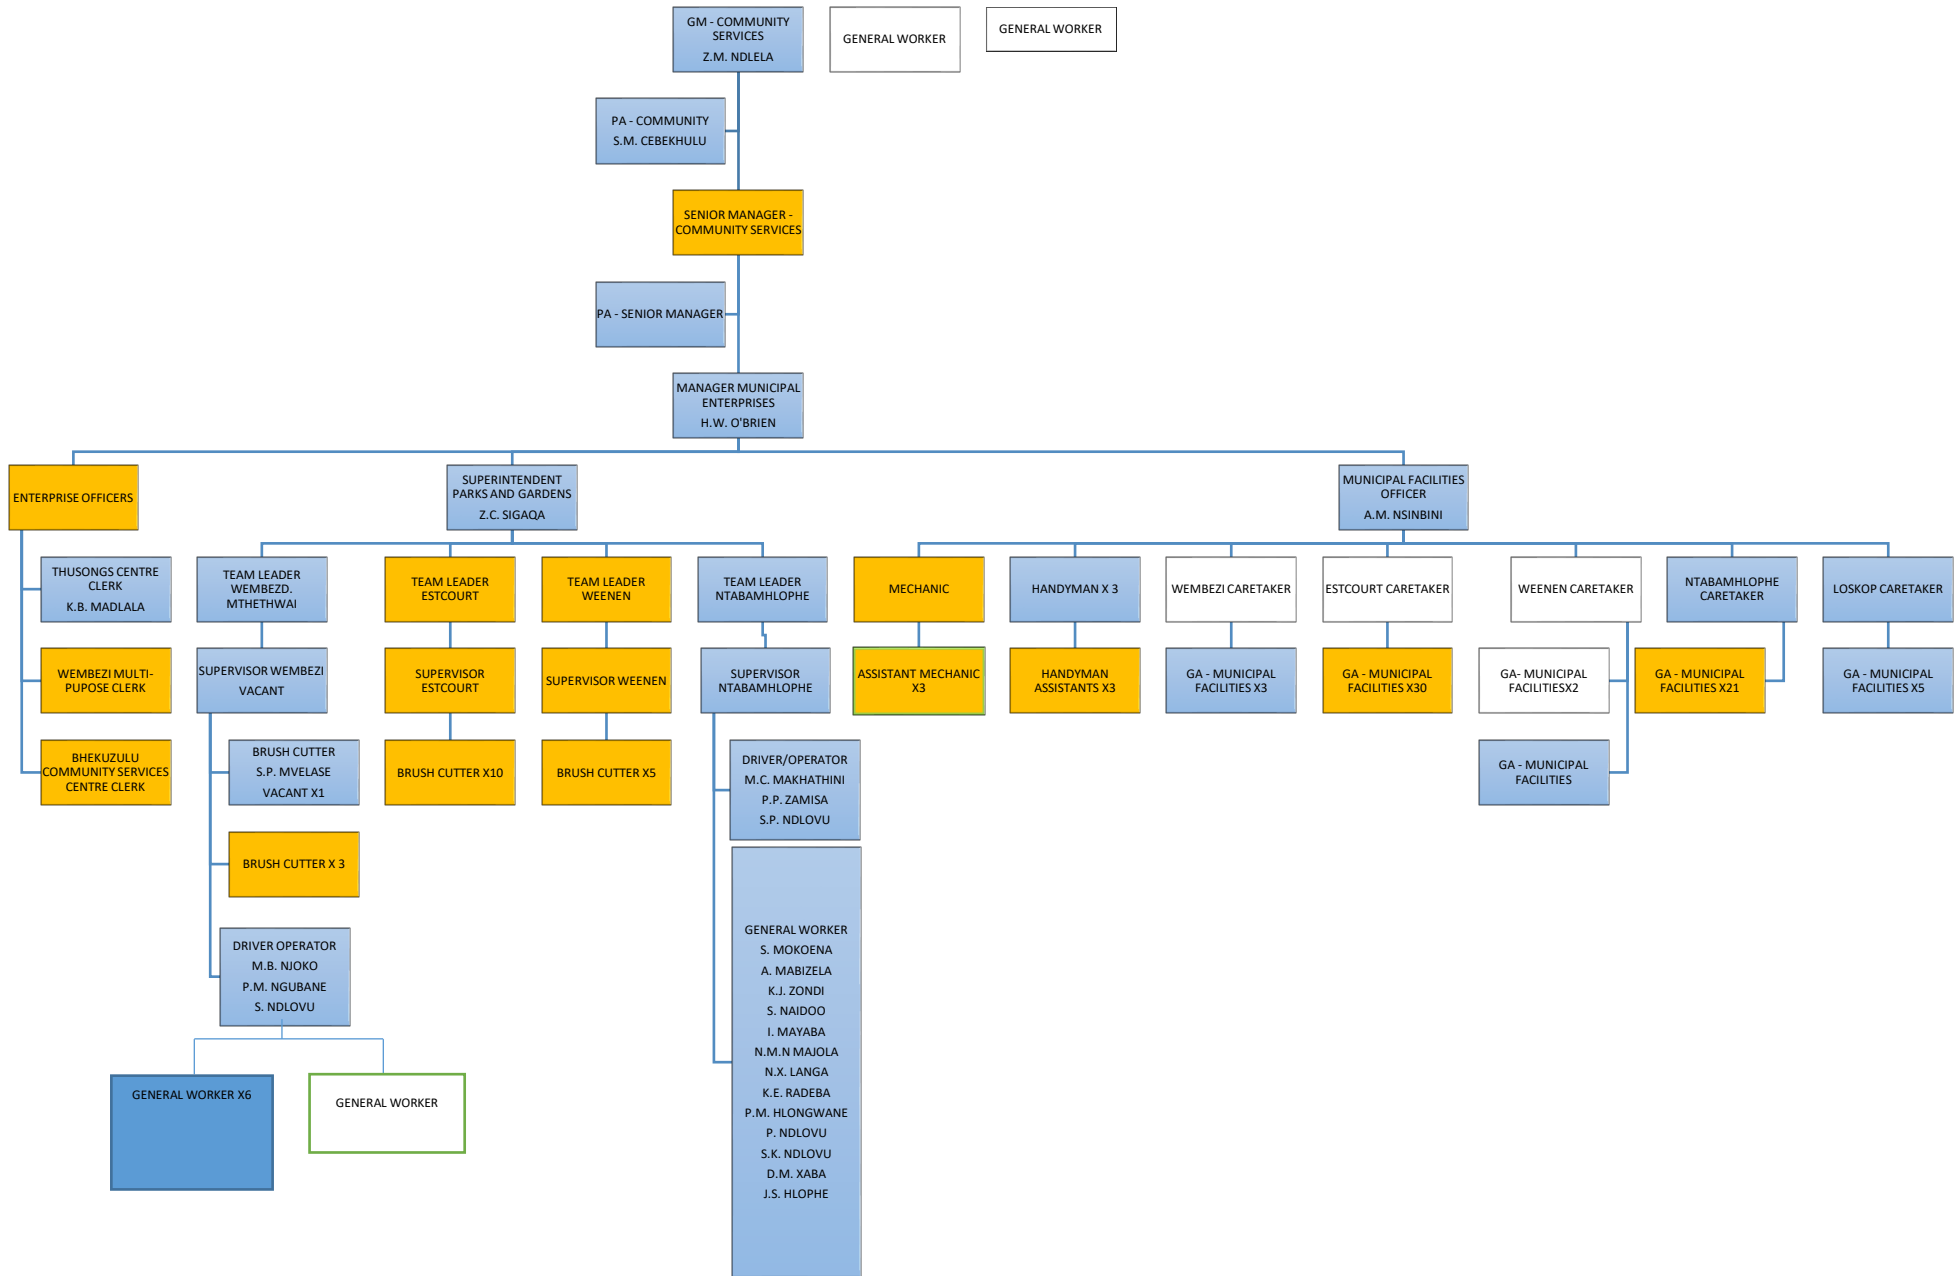 GM - COMMUNITY
SERVICES
Z.M. NDLELA
GENERAL WORKER
GENERAL WORKER
PA - COMMUNITY
S.M. CEBEKHULU
SENIOR MANAGER -
COMMUNITY SERVICES
PA - SENIOR MANAGER
MANAGER MUNICIPAL
ENTERPRISES
H.W. O'BRIEN
ENTERPRISE OFFICERS
SUPERINTENDENT
PARKS AND GARDENS
Z.C. SIGAQA
MUNICIPAL FACILITIES
OFFICER
A.M. NSINBINI
THUSONGS CENTRE
CLERK
K.B. MADLALA
TEAM LEADER
WEMBEZD.
MTHETHWAI
TEAM LEADER
ESTCOURT
TEAM LEADER
WEENEN
TEAM LEADER
NTABAMHLOPHE
MECHANIC
HANDYMAN X 3
WEMBEZI CARETAKER
ESTCOURT CARETAKER
WEENEN CARETAKER
NTABAMHLOPHE
CARETAKER
LOSKOP CARETAKER
WEMBEZI MULTI-
PUPOSE CLERK
SUPERVISOR WEMBEZI
VACANT
SUPERVISOR
ESTCOURT
SUPERVISOR WEENEN
SUPERVISOR
NTABAMHLOPHE
ASSISTANT MECHANIC
X3
HANDYMAN
ASSISTANTS X3
GA - MUNICIPAL
FACILITIES X3
GA - MUNICIPAL
FACILITIES X30
GA- MUNICIPAL
FACILITIESX2
GA - MUNICIPAL
FACILITIES X21
GA - MUNICIPAL
FACILITIES X5
BHEKUZULU
COMMUNITY SERVICES
CENTRE CLERK
BRUSH CUTTER
S.P. MVELASE
VACANT X1
BRUSH CUTTER X10
BRUSH CUTTER X5
DRIVER/OPERATOR
M.C. MAKHATHINI
P.P. ZAMISA
S.P. NDLOVU
GA - MUNICIPAL
FACILITIES
BRUSH CUTTER X 3
DRIVER OPERATOR
M.B. NJOKO
P.M. NGUBANE
S. NDLOVU
GENERAL WORKER
S. MOKOENA
A. MABIZELA
K.J. ZONDI
S. NAIDOO
I. MAYABA
N.M.N MAJOLA
N.X. LANGA
K.E. RADEBA
P.M. HLONGWANE
P. NDLOVU
S.K. NDLOVU
D.M. XABA
J.S. HLOPHE
GENERAL WORKER X6
GENERAL WORKER